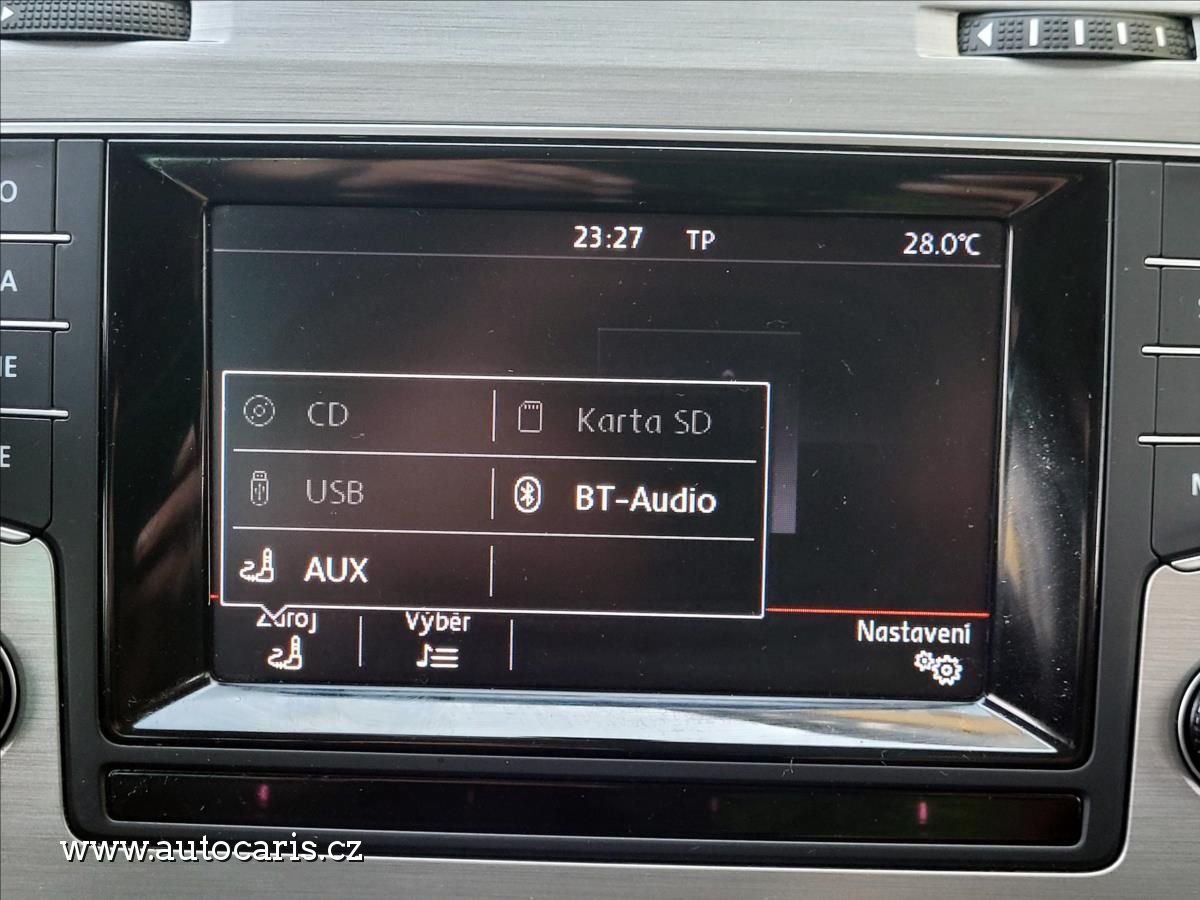 23:27 TP 28.0°C
CD Karta SD
USB BT-Audio
AUX
Zdroj Výběr Nastavení
www.autocaris.cz